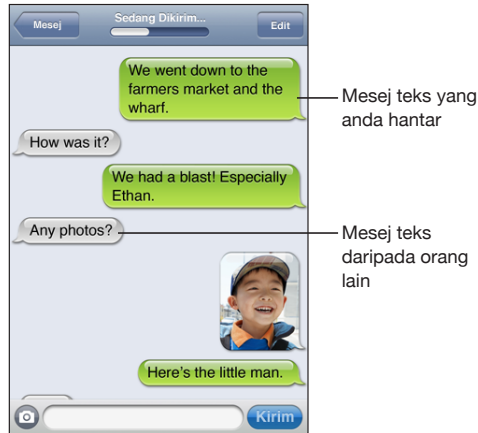 Mesej
Sedang Dikirim...
Edit
We went down to the
farmers market and the
wharf.
Mesej teks yang
anda hantar
How was it?
We had a blast! Especially
Ethan.
Any photos?
Mesej teks
daripada orang
lain
Here's the little man.
Kirim